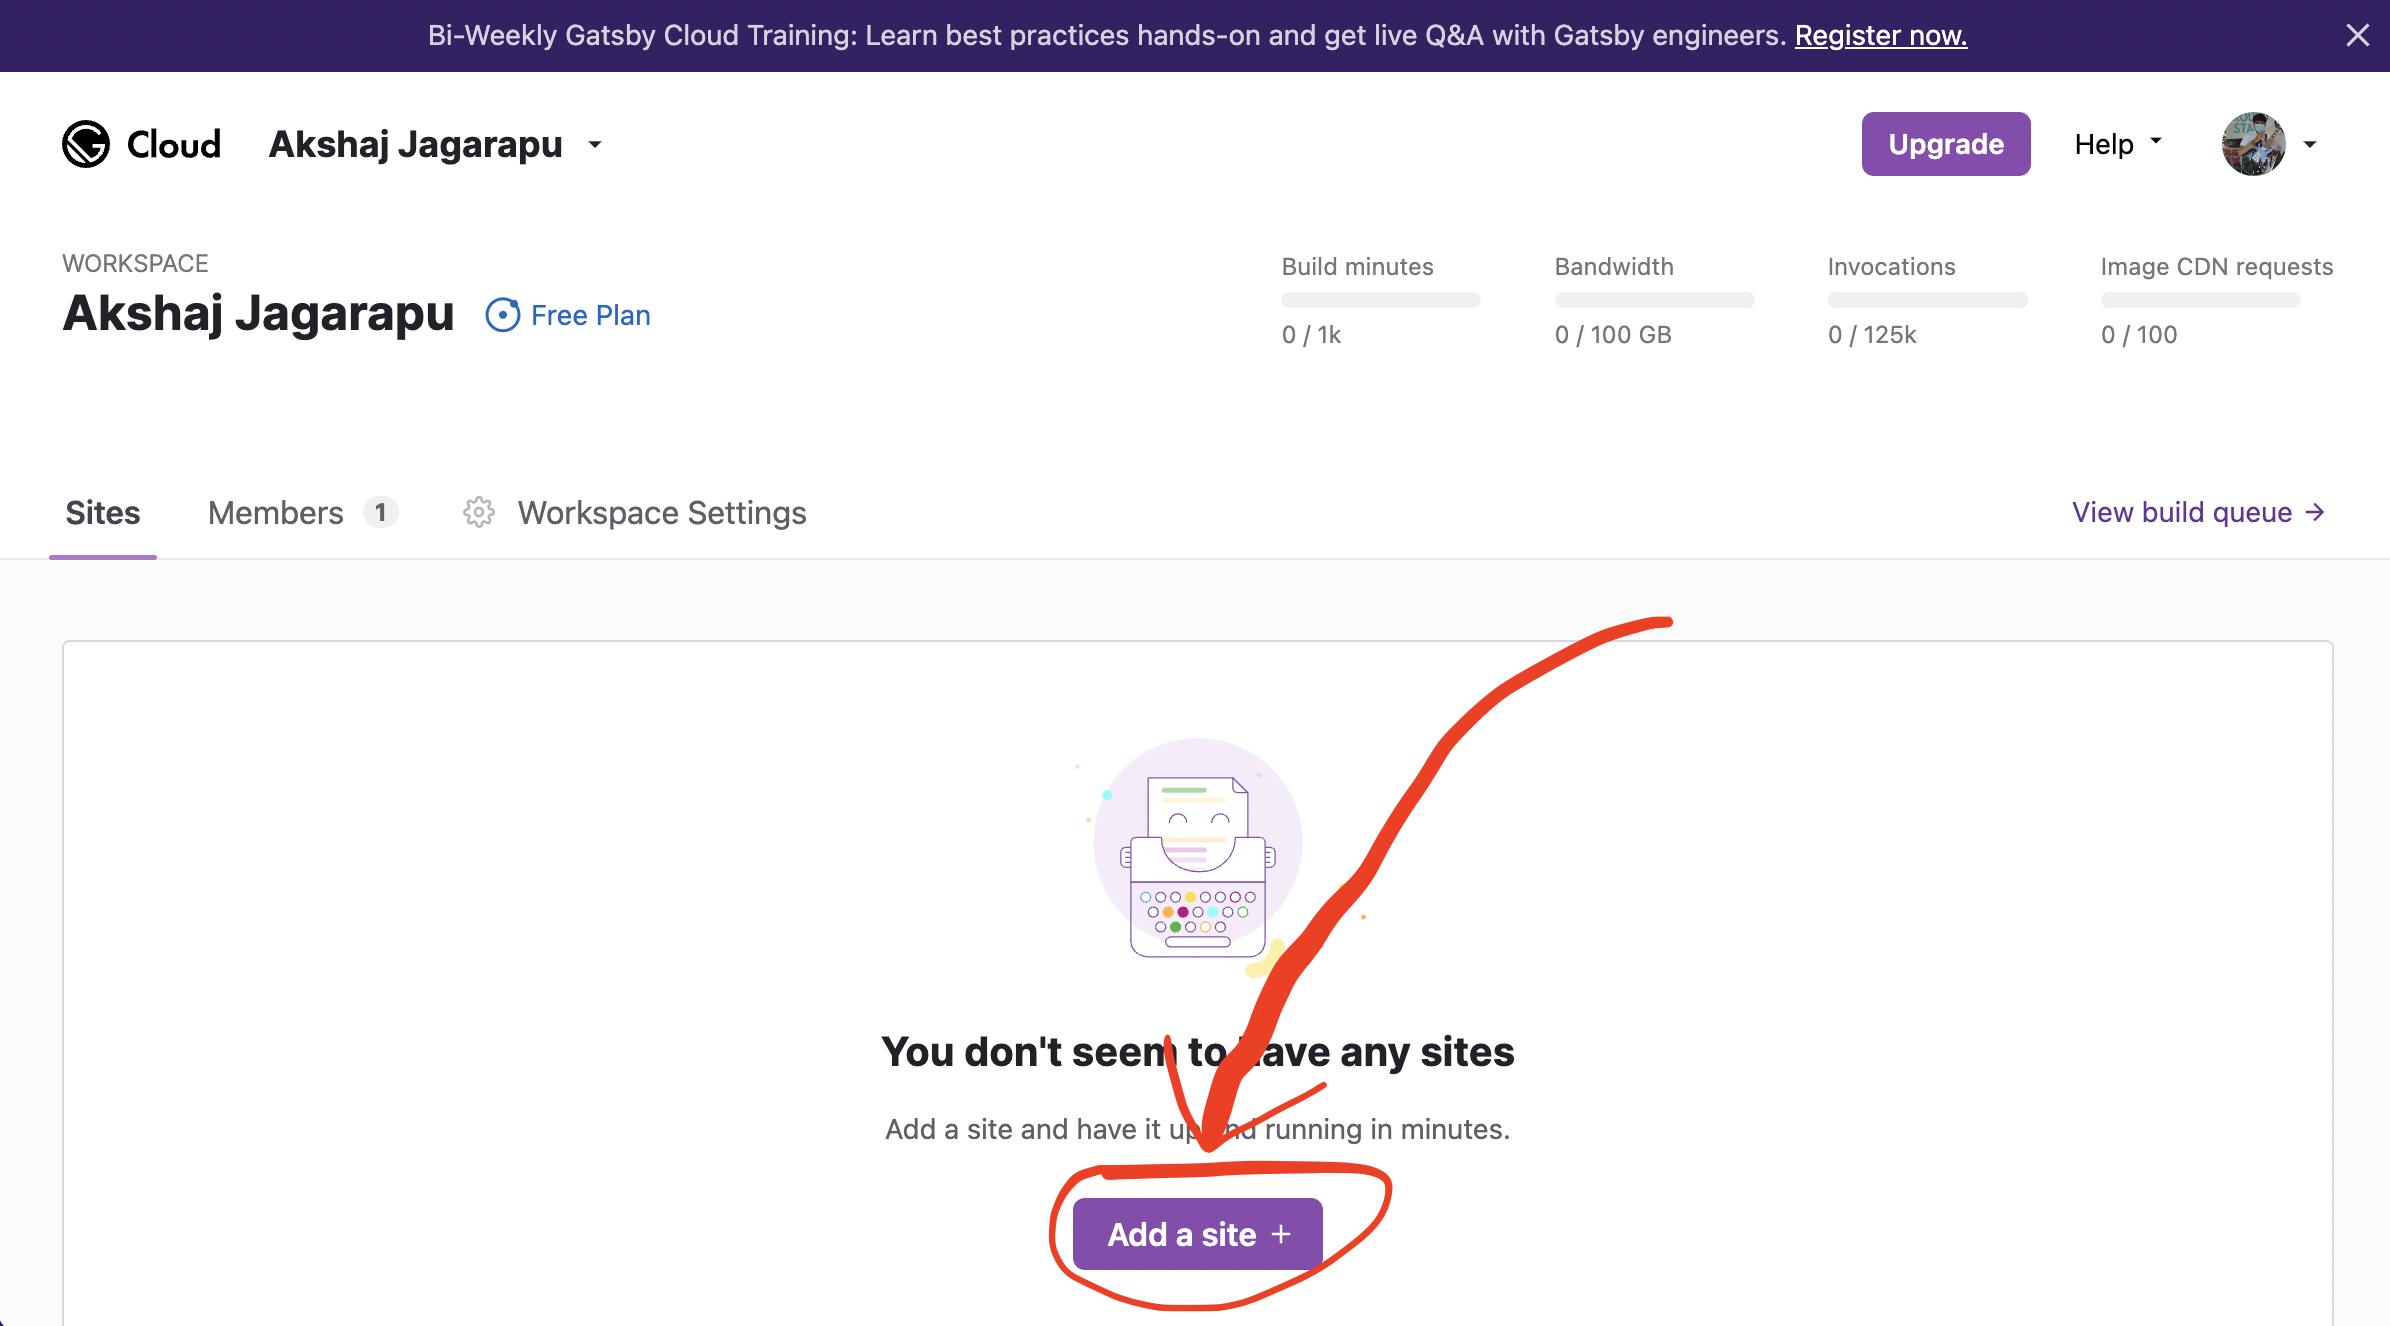 Bi-Weekly Gatsby Cloud Training: Learn best practices hands-on and get live Q&A with Gatsby engineers. Register now.
Cloud Akshaj Jagarapu Upgrade Help
WORKSPACE
Akshaj Jagarapu Free Plan
Build minutes Bandwidth Invocations Image CDN requests
0 / 1k 0 / 100 GB 0 / 125k 0 / 100
Sites Members 1 Workspace Settings View build queue →
You don't seem to have any sites
Add a site and have it up and running in minutes.
Add a site +